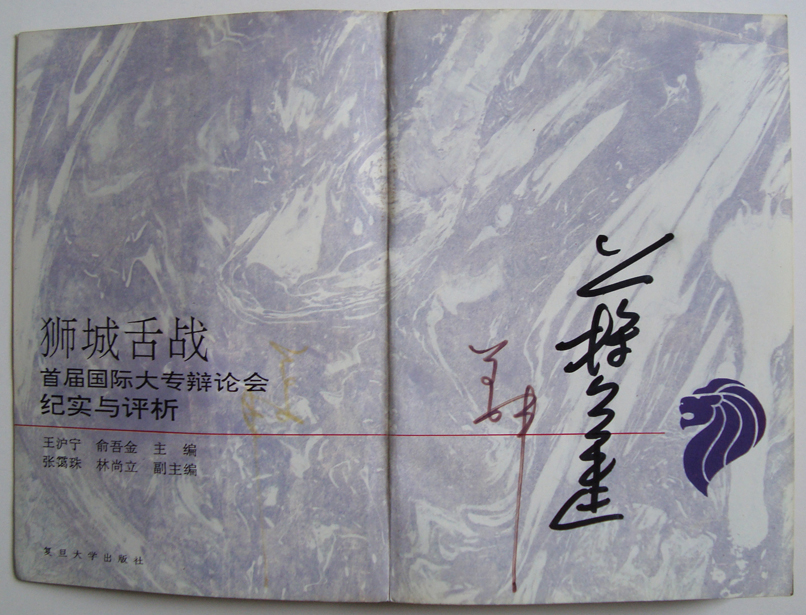 狮城舌战
首届国际大专辩论会
纪实与评析
王沪宁 俞吾金 主编
张霭珠 林尚立 副主编
复旦大学出版社